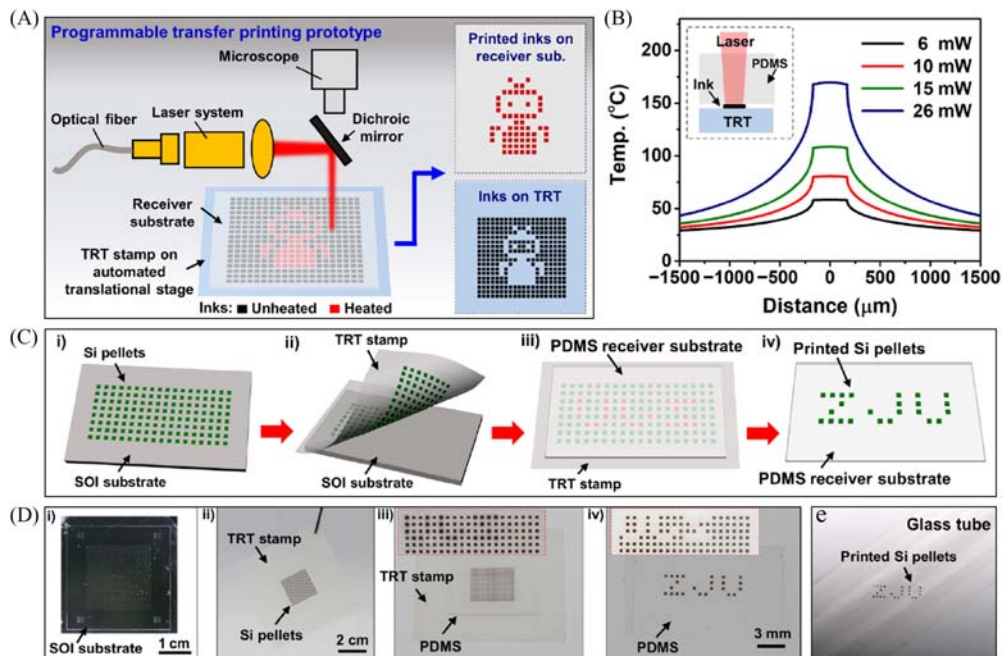 (A)
Programmable transfer printing prototype
Microscope
Laser system
Optical fiber
Dichroic
mirror
Receiver
substrate
TRT stamp on
automated
translational stage
Inks: Unheated Heated
Printed inks on
receiver sub.
Inks on TRT
(B)
Temp. (°C)
200
150
100
50
0
Laser
PDMS
Ink
TRT
6 mW
10 mW
15 mW
26 mW
−1500 −1000 −500 0 500 1000 1500
Distance (μm)
(C)
i)
Si pellets
SOI substrate
ii)
TRT stamp
SOI substrate
iii)
PDMS receiver substrate
TRT stamp
iv)
Printed Si pellets
ZJU
PDMS receiver substrate
(D)
i)
SOI substrate
1 cm
ii)
TRT stamp
Si pellets
2 cm
iii)
TRT stamp
PDMS
iv)
ZJU
PDMS
3 mm
e
Glass tube
Printed Si pellets
ZJU